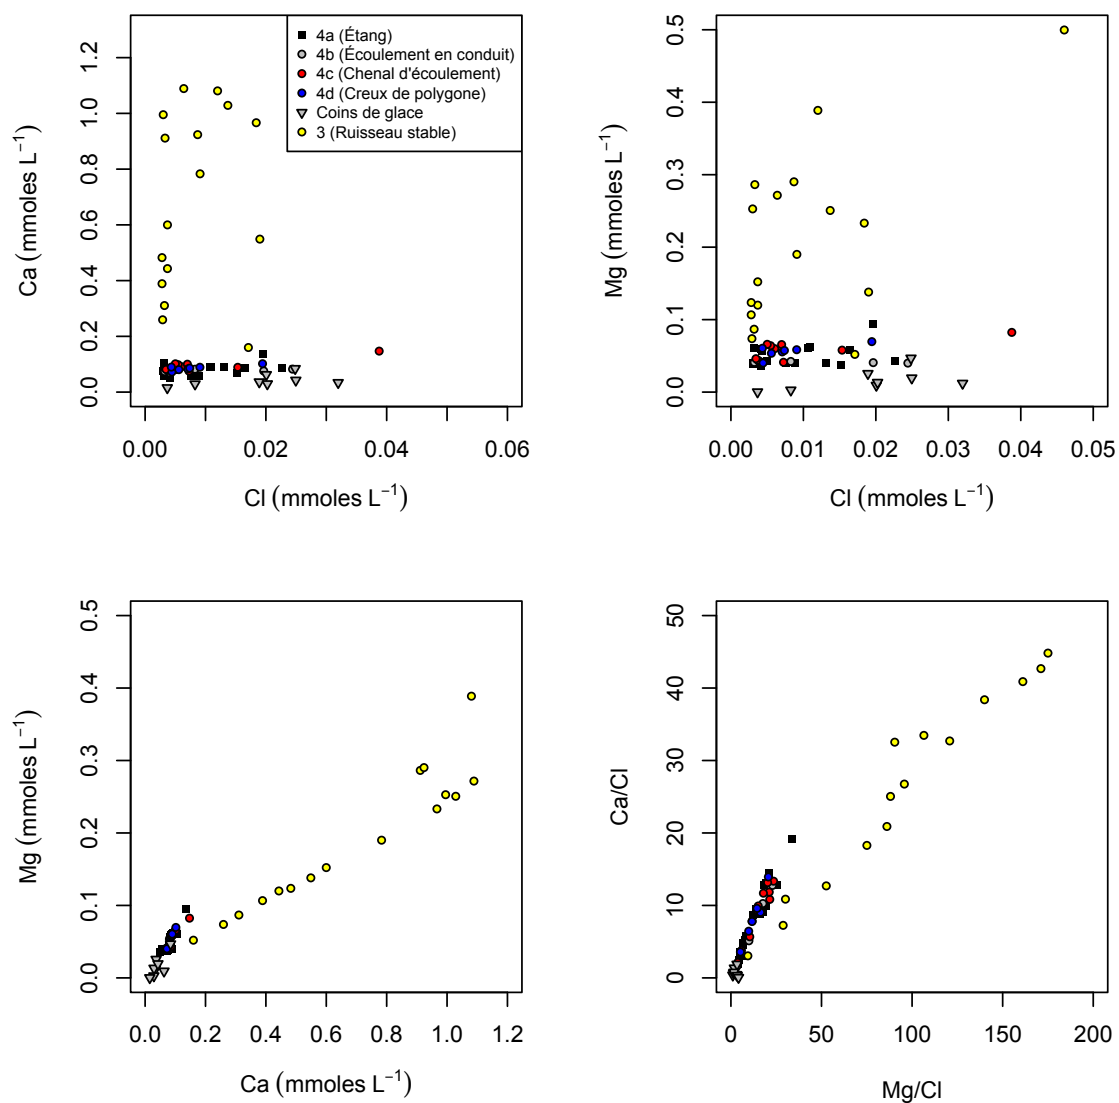 4a (Étang)
4b (Écoulement en conduit)
4c (Chenal d'écoulement)
4d (Creux de polygone)
Coins de glace
3 (Ruisseau stable)
Ca (mmoles L−1)
0.0 0.2 0.4 0.6 0.8 1.0 1.2
0.00 0.02 0.04 0.06
Cl (mmoles L−1)
Mg (mmoles L−1)
0.0 0.1 0.2 0.3 0.4 0.5
0.00 0.01 0.02 0.03 0.04 0.05
Cl (mmoles L−1)
Mg (mmoles L−1)
0.0 0.1 0.2 0.3 0.4 0.5
0.0 0.2 0.4 0.6 0.8 1.0 1.2
Ca (mmoles L−1)
Ca/Cl
0 10 20 30 40 50
0 50 100 150 200
Mg/Cl